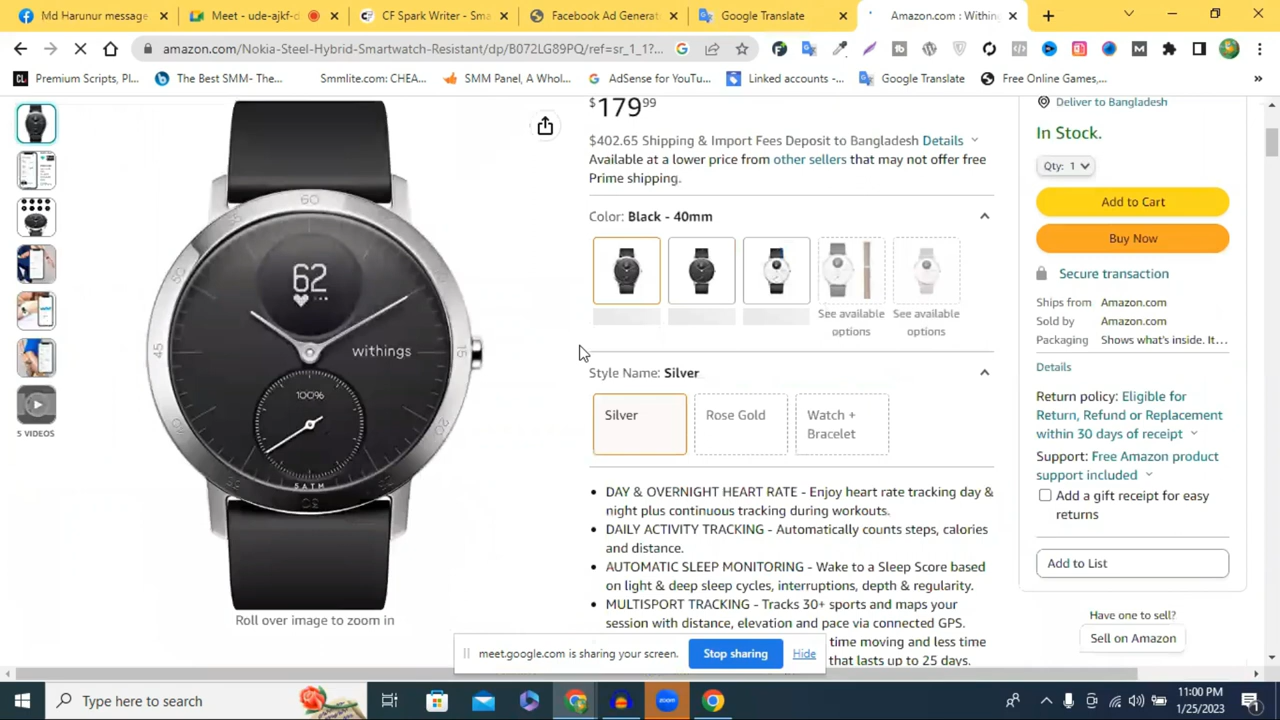 Md Harunur message
Meet - ude-ajkf-d
CF Spark Writer - Sma
Facebook Ad Generat
Google Translate
Amazon.com : Within
amazon.com/Nokia-Steel-Hybrid-Smartwatch-Resistant/dp/B072LG89PQ/ref=sr_1_1?...
Premium Scripts, Pl...
The Best SMM- The...
Smmlite.com: CHEA...
SMM Panel, A Whol...
AdSense for YouTu...
Linked accounts -...
Google Translate
Free Online Games,...
»
5 VIDEOS
60
62
withings
15
45
100%
5ATM
Roll over image to zoom in
$179 99
$402.65 Shipping & Import Fees Deposit to Bangladesh Details
Available at a lower price from other sellers that may not offer free
Prime shipping.
Color: Black - 40mm
See available
options
See available
options
Style Name: Silver
Silver
Rose Gold
Watch +
Bracelet
• DAY & OVERNIGHT HEART RATE - Enjoy heart rate tracking day &
night plus continuous tracking during workouts.
• DAILY ACTIVITY TRACKING - Automatically counts steps, calories
and distance.
• AUTOMATIC SLEEP MONITORING - Wake to a Sleep Score based
on light & deep sleep cycles, interruptions, depth & regularity.
• MULTISPORT TRACKING - Tracks 30+ sports and maps your
session with distance, elevation and pace via connected GPS.
time moving and less time
that lasts up to 25 days.
Deliver to Bangladesh
In Stock.
Qty: 1
Add to Cart
Buy Now
Secure transaction
Ships from Amazon.com
Sold by Amazon.com
Packaging Shows what's inside. It...
Details
Return policy: Eligible for
Return, Refund or Replacement
within 30 days of receipt
Support: Free Amazon product
support included
Add a gift receipt for easy
returns
Add to List
Have one to sell?
Sell on Amazon
meet.google.com is sharing your screen.
Stop sharing
Hide
Type here to search
11:00 PM
1/25/2023
1